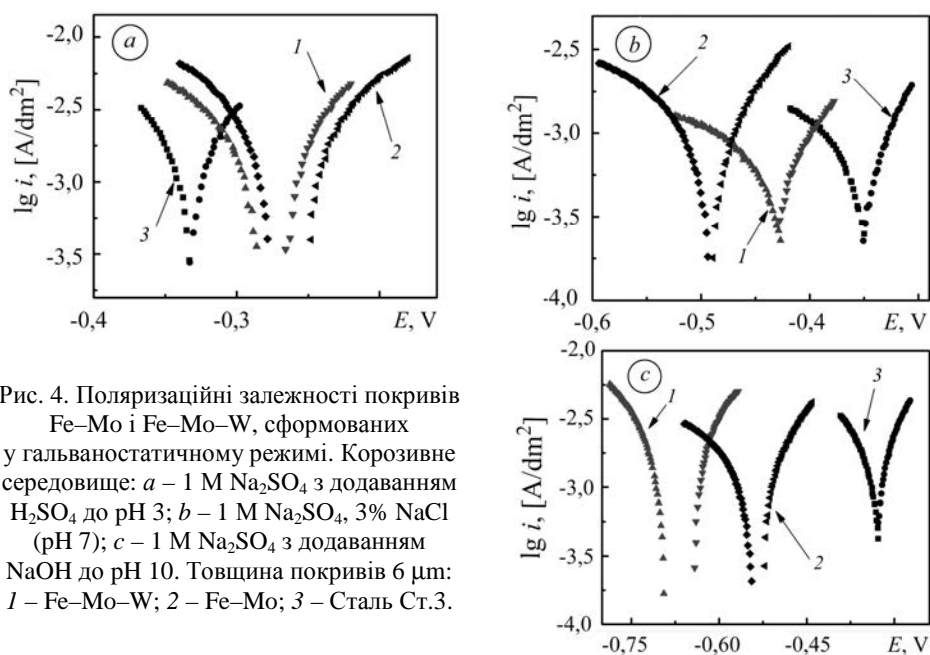 a
-2,0
-2,5
-3,0
-3,5
lg i, [A/dm²]
1
2
3
-0,4
-0,3
E, V
b
-2,5
-3,0
-3,5
-4,0
lg i, [A/dm²]
2
3
1
-0,6
-0,5
-0,4
E, V
c
-2,0
-2,5
-3,0
-3,5
-4,0
lg i, [A/dm²]
1
3
2
-0,75
-0,60
-0,45
E, V
Рис. 4. Поляризаційні залежності покривів
Fe–Mo і Fe–Mo–W, сформованих
у гальваностатичному режимі. Корозивне
середовище: a – 1 M Na₂SO₄ з додаванням
H₂SO₄ до pH 3; b – 1 M Na₂SO₄, 3% NaCl
(pH 7); c – 1 M Na₂SO₄ з додаванням
NaOH до pH 10. Товщина покривів 6 μm:
1 – Fe–Mo–W; 2 – Fe–Mo; 3 – Сталь Ст.3.